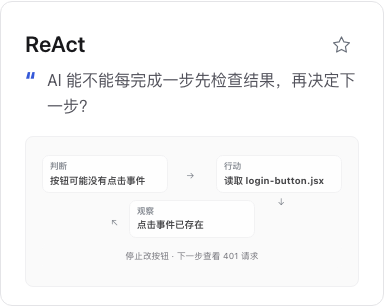 ReAct
“ AI 能不能每完成一步先检查结果，再决定下
一步？
判断
按钮可能没有点击事件
→
行动
读取 login-button.jsx
↓
观察
点击事件已存在
↖
停止改按钮 · 下一步查看 401 请求